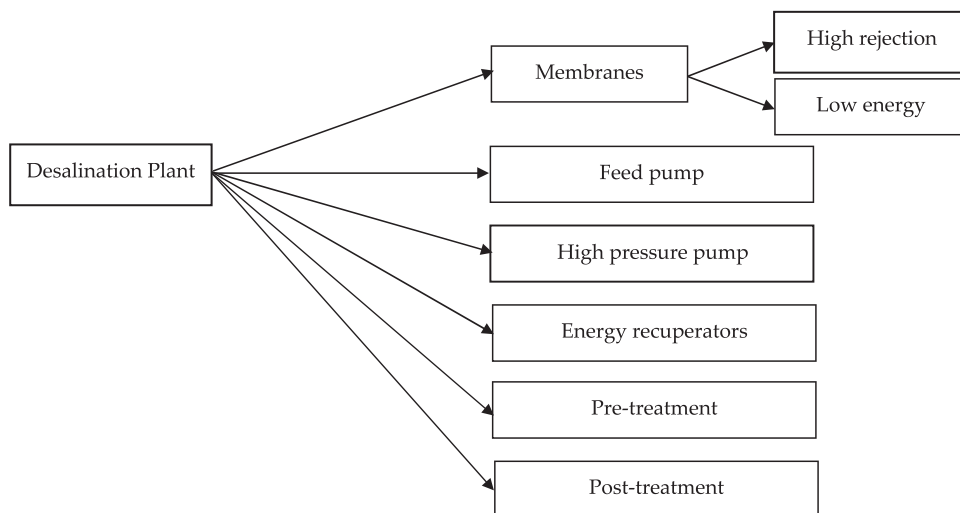 High rejection
Membranes
Low energy
Desalination Plant
Feed pump
High pressure pump
Energy recuperators
Pre-treatment
Post-treatment